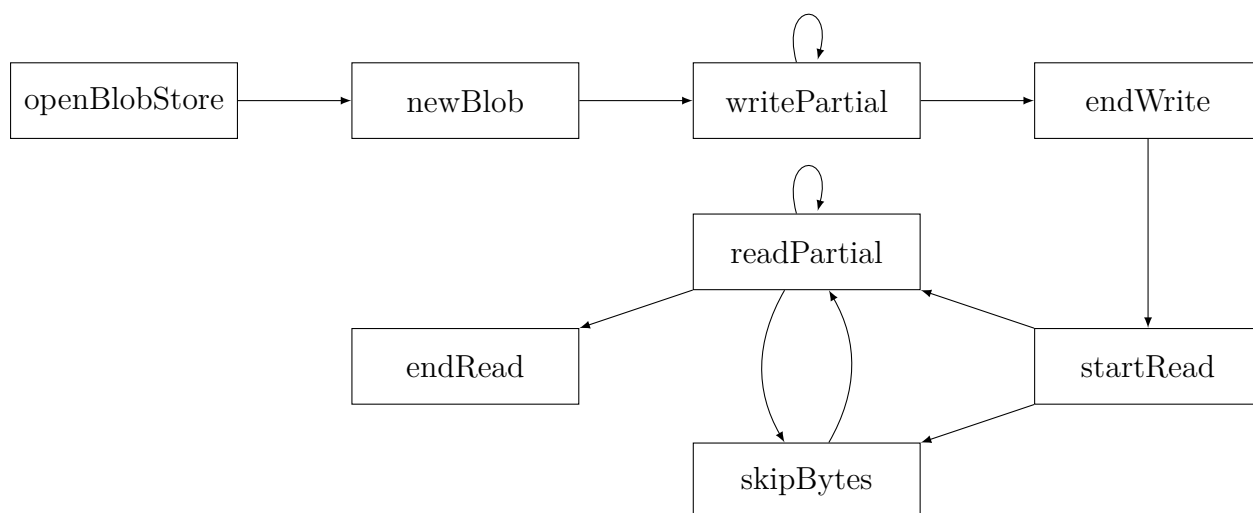 openBlobStore
newBlob
writePartial
endWrite
readPartial
endRead
startRead
skipBytes